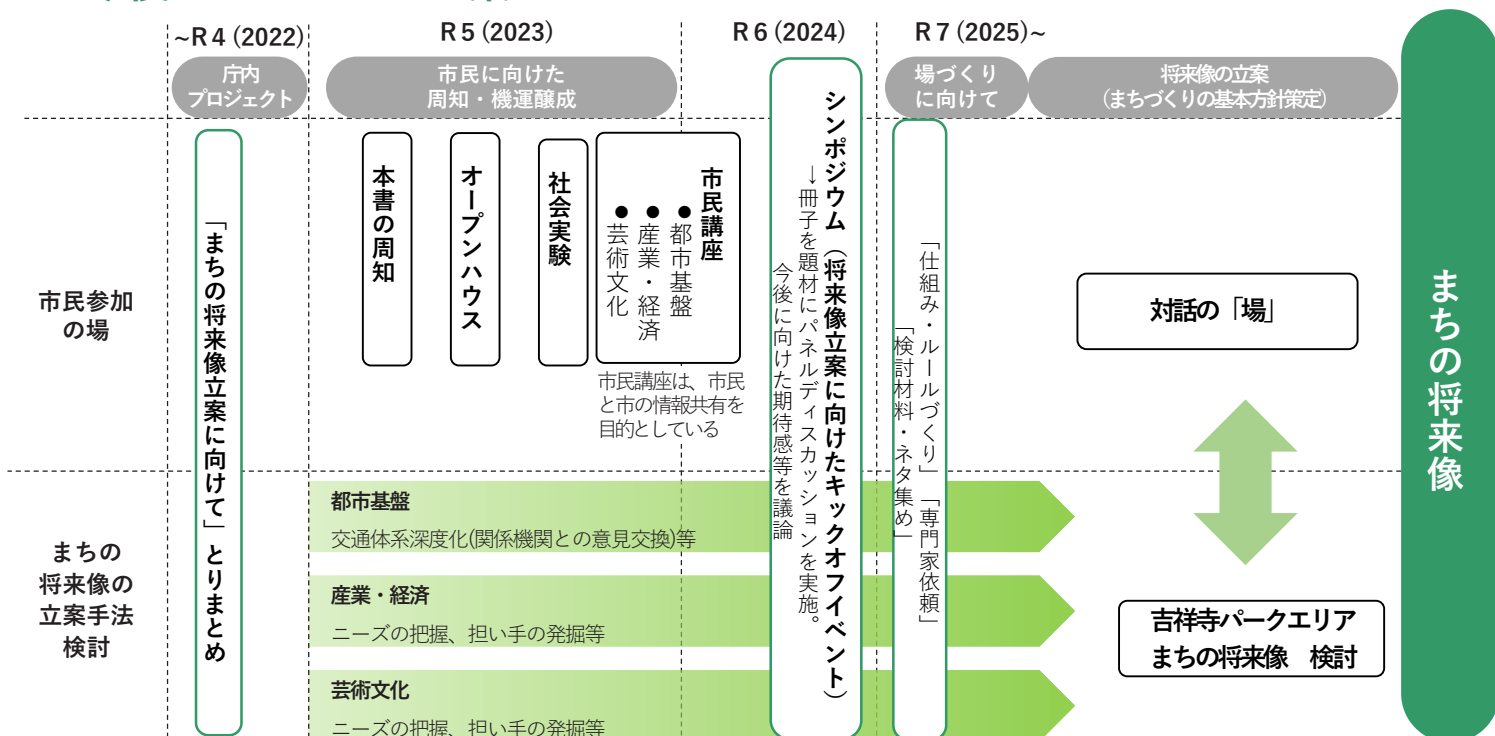 ~R４(2022)
R５(2023)
R６(2024)
R７(2025)~
庁内
プロジェクト
市民に向けた
周知・機運醸成
場づくり
に向けて
将来像の立案
(まちづくりの基本方針策定)
市民参加
の場
「まちの将来像立案に向けて」とりまとめ
本書の周知
オープンハウス
社会実験
市民講座
●都市基盤
●産業・経済
●芸術文化
市民講座は、市民
と市の情報共有を
目的としている
シンポジウム（将来像立案に向けたキックオフイベント）
→冊子を題材にパネルディスカッションを実施。
今後に向けた期待感等を議論
「仕組み・ルールづくり」「専門家依頼」
「検討材料・ネタ集め」
対話の「場」
まちの
将来像の
立案手法
検討
都市基盤
交通体系深度化(関係機関との意見交換)等
産業・経済
ニーズの把握、担い手の発掘等
芸術文化
ニーズの把握、担い手の発掘等
吉祥寺パークエリア
まちの将来像　検討
まちの将来像